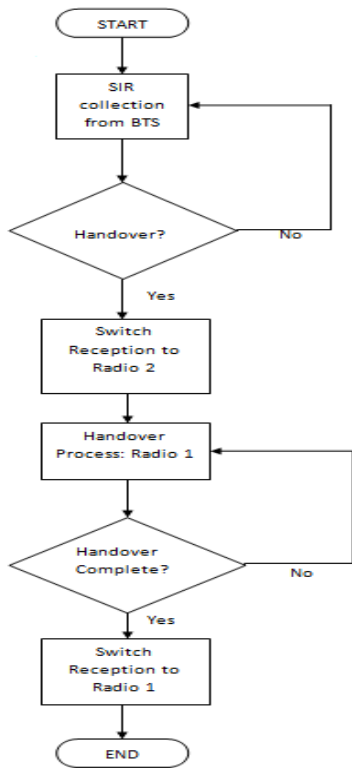 START
SIR
collection
from BTS
Handover?
No
Yes
Switch
Reception to
Radio 2
Handover
Process: Radio 1
Handover
Complete?
No
Yes
Switch
Reception to
Radio 1
END